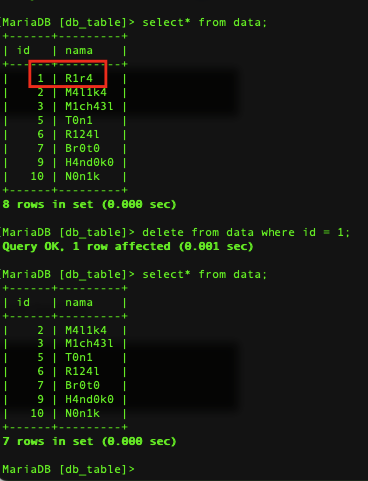 MariaDB [db_table]> select* from data;
+------+---------+
| id   | nama    |
+------+---------+
|    1 | R1r4    |
|    2 | M4l1k4  |
|    3 | M1ch43l |
|    5 | T0n1    |
|    6 | R124l   |
|    7 | Br0t0   |
|    9 | H4nd0k0 |
|   10 | N0n1k   |
+------+---------+
8 rows in set (0.000 sec)
MariaDB [db_table]> delete from data where id = 1;
Query OK, 1 row affected (0.001 sec)
MariaDB [db_table]> select* from data;
+------+---------+
| id   | nama    |
+------+---------+
|    2 | M4l1k4  |
|    3 | M1ch43l |
|    5 | T0n1    |
|    6 | R124l   |
|    7 | Br0t0   |
|    9 | H4nd0k0 |
|   10 | N0n1k   |
+------+---------+
7 rows in set (0.000 sec)
MariaDB [db_table]>